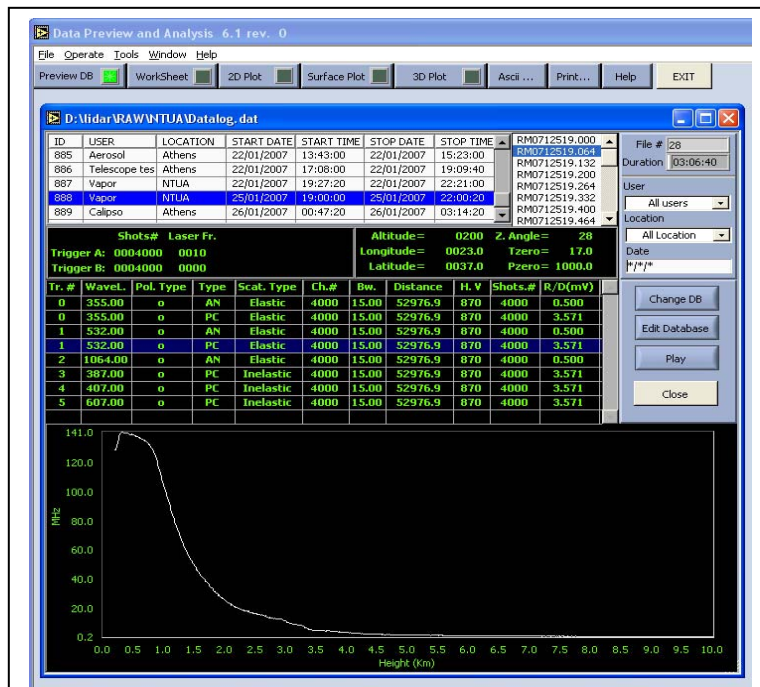 Data Preview and Analysis 6.1 rev. 0
File Operate Tools Window Help
Preview DB WorkSheet 2D Plot Surface Plot 3D Plot Ascii ... Print... Help EXIT
D:\lidar\RAW\NTUA\Datalog.dat
ID USER LOCATION START DATE START TIME STOP DATE STOP TIME
885 Aerosol Athens 22/01/2007 13:43:00 22/01/2007 15:23:00
886 Telescope tes Athens 22/01/2007 17:08:00 22/01/2007 19:09:40
887 Vapor NTUA 22/01/2007 19:27:20 22/01/2007 22:21:00
888 Vapor NTUA 25/01/2007 19:00:00 25/01/2007 22:00:20
889 Calipso Athens 26/01/2007 00:47:20 26/01/2007 03:14:20
RM0712519.000
RM0712519.064
RM0712519.132
RM0712519.200
RM0712519.264
RM0712519.332
RM0712519.400
RM0712519.464
File # 28
Duration 03:06:40
User
All users
Location
All Location
Date
*/*/*
Shots# Laser Fr.
Trigger A: 0004000 0010
Trigger B: 0004000 0000
Altitude= 0200 Z. Angle= 28
Longitude= 0023.0 Tzero= 17.0
Latitude= 0037.0 Pzero= 1000.0
Tr. # WaveL. Pol. Type Type Scat. Type Ch.# Bw. Distance H. V Shots.# R/D(mV)
0 355.00 o AN Elastic 4000 15.00 52976.9 870 4000 0.500
0 355.00 o PC Elastic 4000 15.00 52976.9 870 4000 3.571
1 532.00 o AN Elastic 4000 15.00 52976.9 870 4000 0.500
1 532.00 o PC Elastic 4000 15.00 52976.9 870 4000 3.571
2 1064.00 o AN Elastic 4000 15.00 52976.9 870 4000 0.500
3 387.00 o PC Inelastic 4000 15.00 52976.9 870 4000 3.571
4 407.00 o PC Inelastic 4000 15.00 52976.9 870 4000 3.571
5 607.00 o PC Inelastic 4000 15.00 52976.9 870 4000 3.571
Change DB
Edit Database
Play
Close
141.0
120.0
100.0
80.0
60.0
40.0
20.0
0.2
MHz
0.0 0.5 1.0 1.5 2.0 2.5 3.0 3.5 4.0 4.5 5.0 5.5 6.0 6.5 7.0 7.5 8.0 8.5 9.0 9.5 10.0
Height (Km)